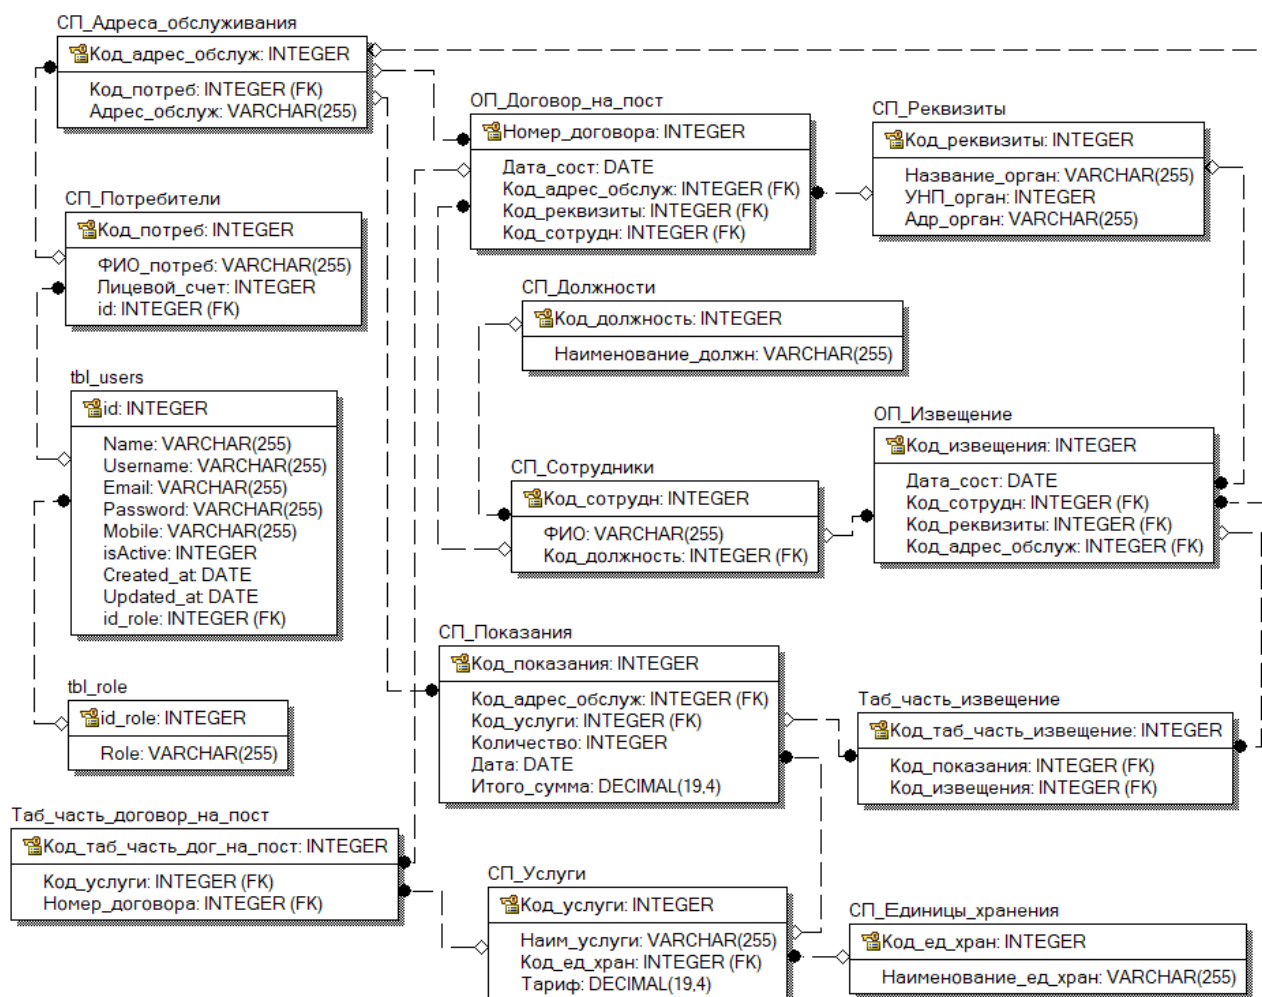 СП_Адреса_обслуживания
Код_адрес_обслуж: INTEGER
Код_потреб: INTEGER (FK)
Адрес_обслуж: VARCHAR(255)
ОП_Договор_на_пост
Номер_договора: INTEGER
Дата_сост: DATE
Код_адрес_обслуж: INTEGER (FK)
Код_реквизиты: INTEGER (FK)
Код_сотрудн: INTEGER (FK)
СП_Реквизиты
Код_реквизиты: INTEGER
Название_орган: VARCHAR(255)
УНП_орган: INTEGER
Адр_орган: VARCHAR(255)
СП_Потребители
Код_потреб: INTEGER
ФИО_потреб: VARCHAR(255)
Лицевой_счет: INTEGER
id: INTEGER (FK)
СП_Должности
Код_должность: INTEGER
Наименование_должн: VARCHAR(255)
tbl_users
id: INTEGER
Name: VARCHAR(255)
Username: VARCHAR(255)
Email: VARCHAR(255)
Password: VARCHAR(255)
Mobile: VARCHAR(255)
isActive: INTEGER
Created_at: DATE
Updated_at: DATE
id_role: INTEGER (FK)
СП_Сотрудники
Код_сотрудн: INTEGER
ФИО: VARCHAR(255)
Код_должность: INTEGER (FK)
ОП_Извещение
Код_извещения: INTEGER
Дата_сост: DATE
Код_сотрудн: INTEGER (FK)
Код_реквизиты: INTEGER (FK)
Код_адрес_обслуж: INTEGER (FK)
tbl_role
id_role: INTEGER
Role: VARCHAR(255)
СП_Показания
Код_показания: INTEGER
Код_адрес_обслуж: INTEGER (FK)
Код_услуги: INTEGER (FK)
Количество: INTEGER
Дата: DATE
Итого_сумма: DECIMAL(19,4)
Таб_часть_извещение
Код_таб_часть_извещение: INTEGER
Код_показания: INTEGER (FK)
Код_извещения: INTEGER (FK)
Таб_часть_договор_на_пост
Код_таб_часть_дог_на_пост: INTEGER
Код_услуги: INTEGER (FK)
Номер_договора: INTEGER (FK)
СП_Услуги
Код_услуги: INTEGER
Наим_услуги: VARCHAR(255)
Код_ед_хран: INTEGER (FK)
Тариф: DECIMAL(19,4)
СП_Единицы_хранения
Код_ед_хран: INTEGER
Наименование_ед_хран: VARCHAR(255)